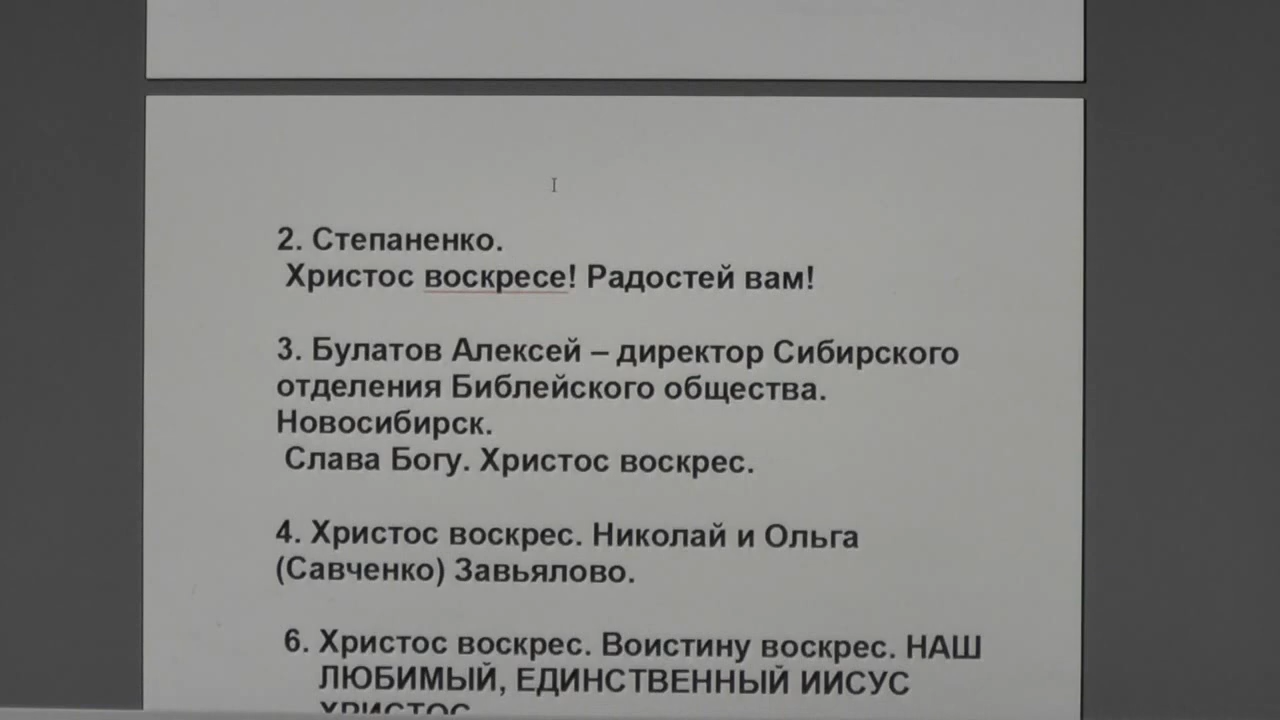 2. Степаненко.
Христос воскресе! Радостей вам!
3. Булатов Алексей – директор Сибирского
отделения Библейского общества.
Новосибирск.
Слава Богу. Христос воскрес.
4. Христос воскрес. Николай и Ольга
(Савченко) Завьялово.
6. Христос воскрес. Воистину воскрес. НАШ
ЛЮБИМЫЙ, ЕДИНСТВЕННЫЙ ИИСУС
ХРИСТОС